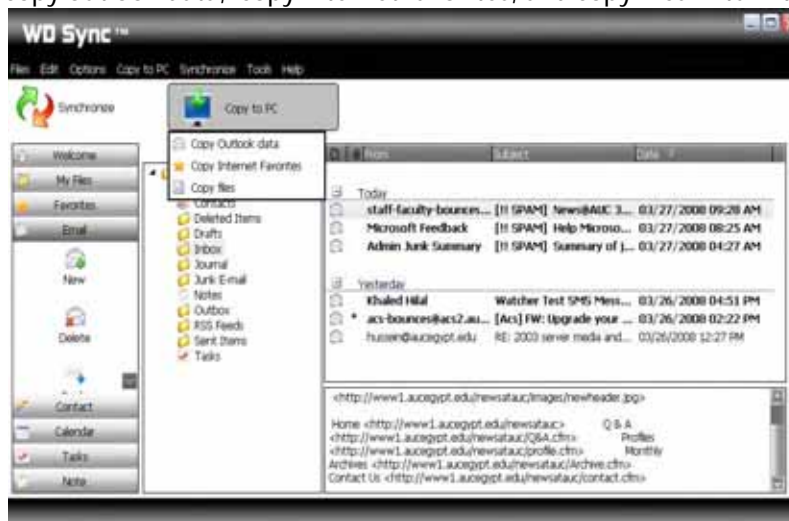 WD Sync ™
Files Edit Options Copy to PC Synchronize Tools Help
Synchronize
Copy to PC
Copy Outlook data
Copy Internet Favorites
Copy files
Welcome
My Files
Favorites
Email
New
Delete
Contact
Calendar
Tasks
Note
Contacts
Deleted Items
Drafts
Inbox
Journal
Junk E-mail
Notes
Outbox
RSS Feeds
Sent Items
Tasks
From Subject Date
Today
staff-faculty-bounces... [!! SPAM] News@AUC 3... 03/27/2008 09:28 AM
Microsoft Feedback [!! SPAM] Help Microso... 03/27/2008 08:25 AM
Admin Junk Summary [!! SPAM] Summary of j... 03/27/2008 04:27 AM
Yesterday
Khaled Hilal Watcher Test SMS Mess... 03/26/2008 04:51 PM
acs-bounces@acs2.au... [Acs] FW: Upgrade your ... 03/26/2008 02:22 PM
hussein@aucegypt.edu RE: 2003 server media and... 03/26/2008 12:27 PM
<http://www1.aucegypt.edu/newsatauc/images/newheader.jpg>
Home <http://www1.aucegypt.edu/newsatauc> Q & A
<http://www1.aucegypt.edu/newsatauc/Q&A.cfm> Profiles
<http://www1.aucegypt.edu/newsatauc/profile.cfm> Monthly
Archives <http://www1.aucegypt.edu/newsatauc/Archive.cfm>
Contact Us <http://www1.aucegypt.edu/newsatauc/contact.cfm>